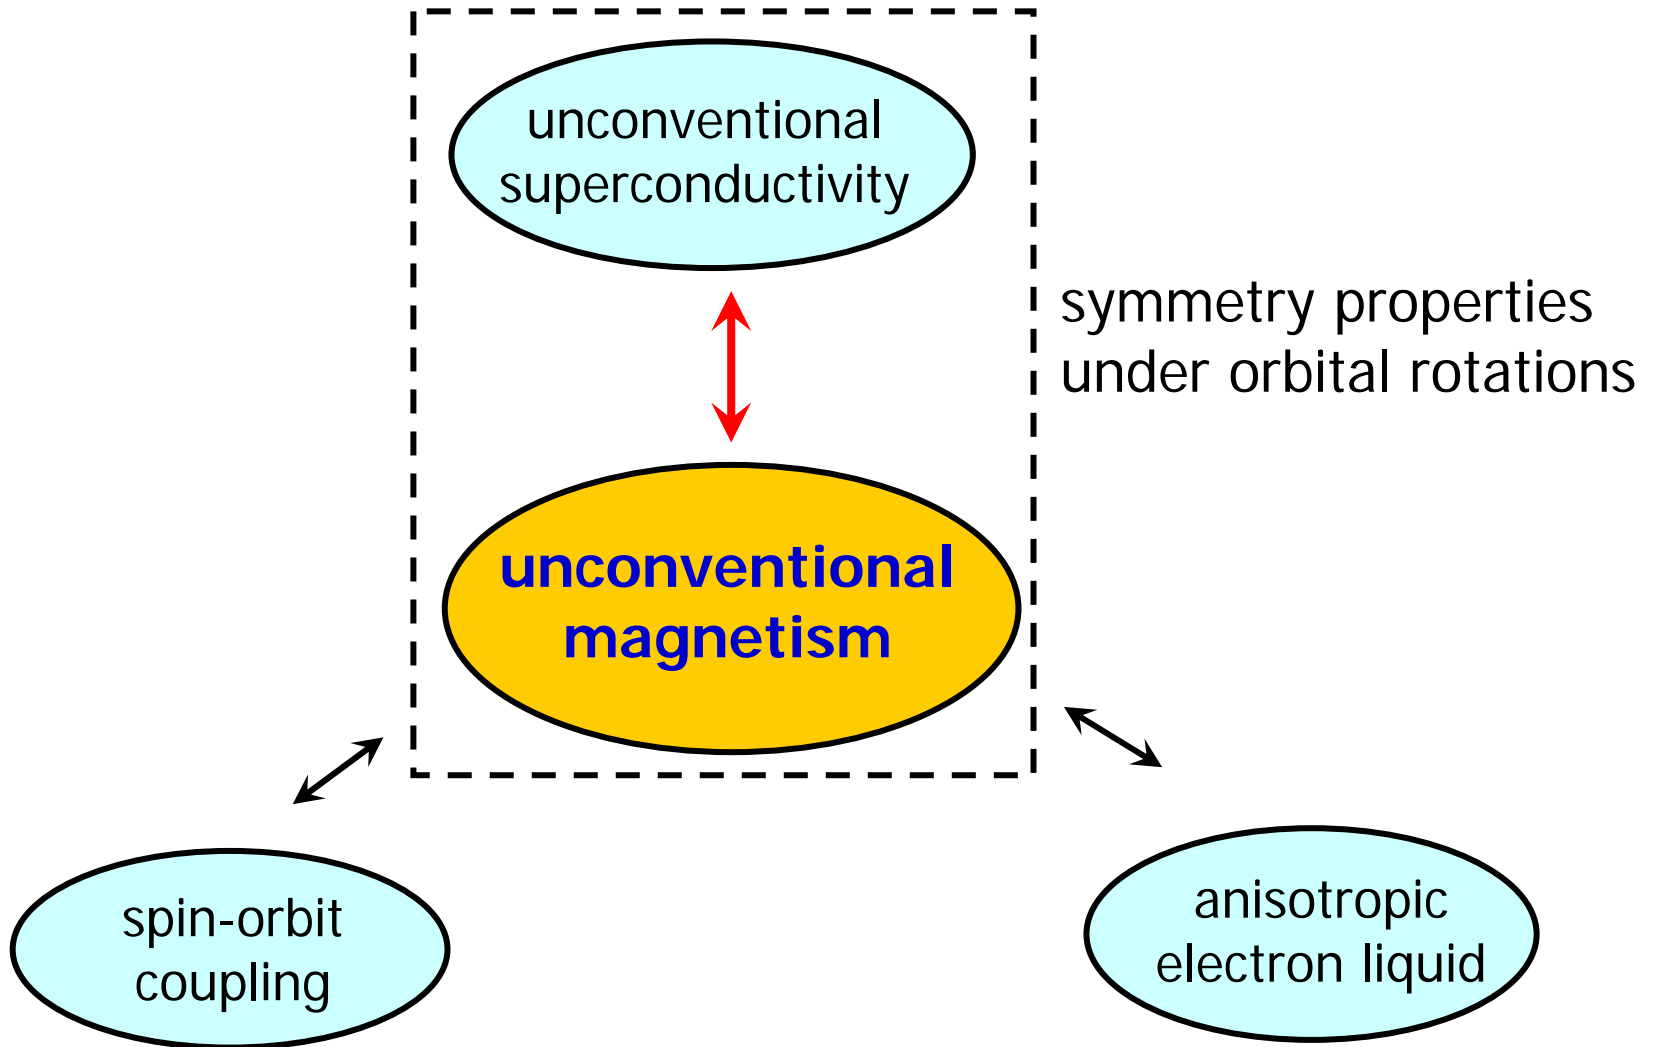 unconventional
superconductivity
symmetry properties
under orbital rotations
unconventional
magnetism
spin-orbit
coupling
anisotropic
electron liquid